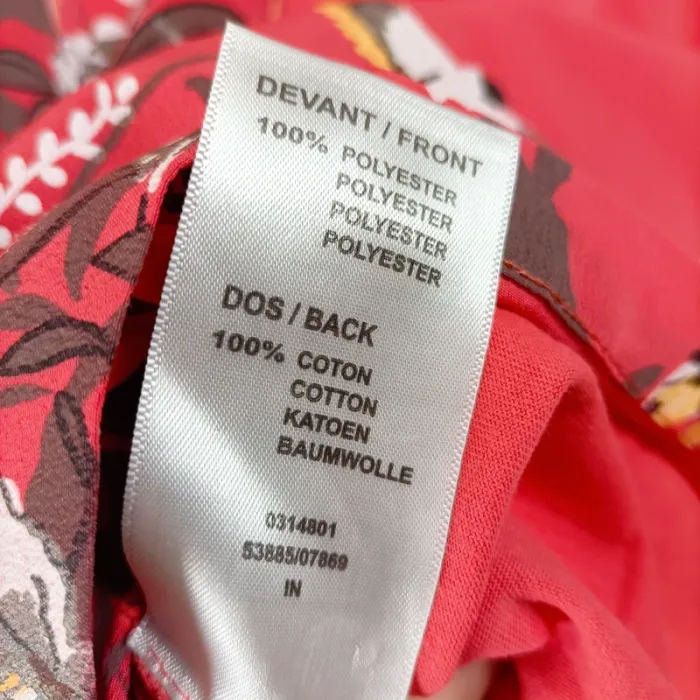 DEVANT / FRONT
100% POLYESTER
POLYESTER
POLYESTER
POLYESTER
DOS / BACK
100% COTON
COTTON
KATOEN
BAUMWOLLE
0314801
53885/07869
IN